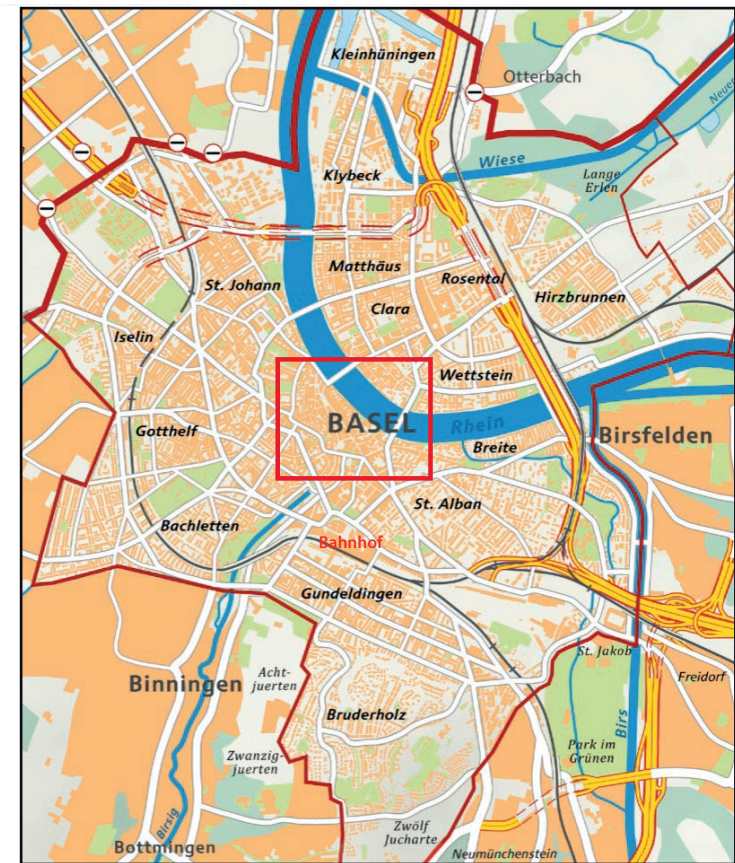 Kleinhüningen
Otterbach
Neuer
Wiese
Lange
Erlen
Klybeck
Matthäus
Rosental
St. Johann
Hirzbrunnen
Clara
Iselin
Wettstein
BASEL
Rhein
Gotthelf
Breite
Birsfelden
St. Alban
Bachletten
Bahnhof
Gundeldingen
St. Jakob
Acht-
juerten
Freidorf
Binningen
Bruderholz
Birs
Park im
Grünen
Zwanzig-
juerten
Birsig
Zwölf
Jucharte
Bottmingen
Neumünchenstein